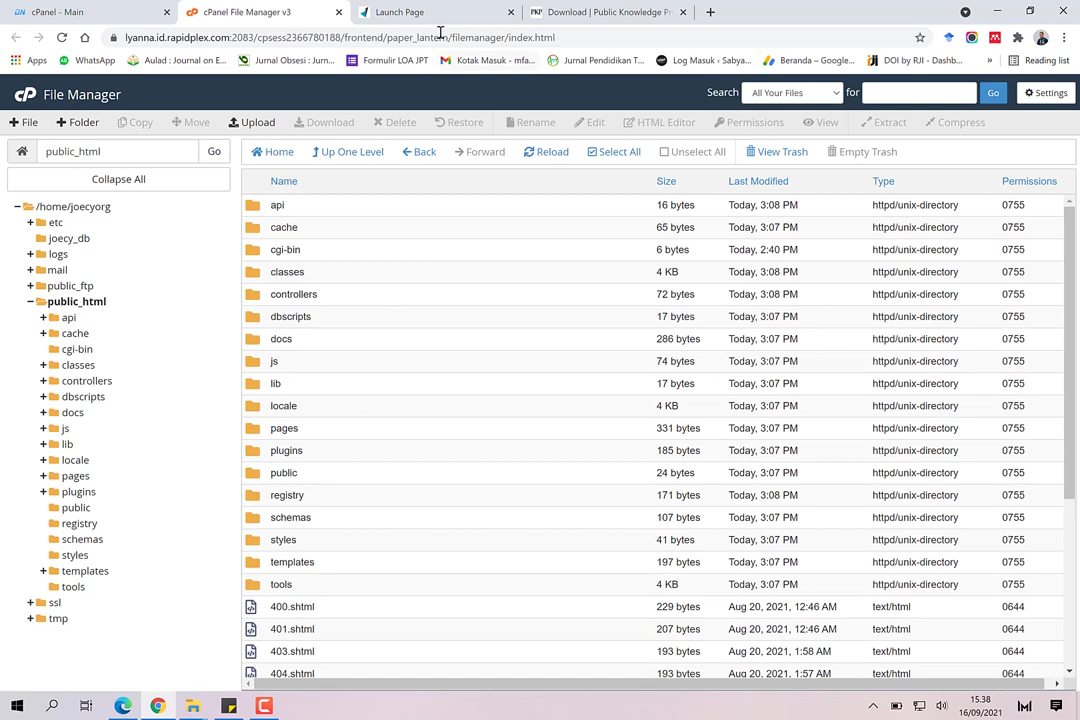 cPanel - Main
cPanel File Manager v3
Launch Page
Download | Public Knowledge Pr
lyanna.id.rapidplex.com:2083/cpsess2366780188/frontend/paper_lantern/filemanager/index.html
Apps
WhatsApp
Aulad : Journal on E...
Jurnal Obsesi : Jurn...
Formulir LOA JPT
Kotak Masuk - mfa...
Jurnal Pendidikan T...
Log Masuk ‹ Sabya...
Beranda – Google...
DOI by RJI - Dashb...
»
Reading list
cP File Manager
Search All Your Files for Go Settings
File
Folder
Copy
Move
Upload
Download
Delete
Restore
Rename
Edit
HTML Editor
Permissions
View
Extract
Compress
public_html Go
Home
Up One Level
Back
Forward
Reload
Select All
Unselect All
View Trash
Empty Trash
Collapse All
/home/joecyorg
etc
joecy_db
logs
mail
public_ftp
public_html
api
cache
cgi-bin
classes
controllers
dbscripts
docs
js
lib
locale
pages
plugins
public
registry
schemas
styles
templates
tools
ssl
tmp
Name Size Last Modified Type Permissions
api 16 bytes Today, 3:08 PM httpd/unix-directory 0755
cache 65 bytes Today, 3:07 PM httpd/unix-directory 0755
cgi-bin 6 bytes Today, 2:40 PM httpd/unix-directory 0755
classes 4 KB Today, 3:08 PM httpd/unix-directory 0755
controllers 72 bytes Today, 3:08 PM httpd/unix-directory 0755
dbscripts 17 bytes Today, 3:07 PM httpd/unix-directory 0755
docs 286 bytes Today, 3:07 PM httpd/unix-directory 0755
js 74 bytes Today, 3:07 PM httpd/unix-directory 0755
lib 17 bytes Today, 3:07 PM httpd/unix-directory 0755
locale 4 KB Today, 3:07 PM httpd/unix-directory 0755
pages 331 bytes Today, 3:07 PM httpd/unix-directory 0755
plugins 185 bytes Today, 3:07 PM httpd/unix-directory 0755
public 24 bytes Today, 3:07 PM httpd/unix-directory 0755
registry 171 bytes Today, 3:08 PM httpd/unix-directory 0755
schemas 107 bytes Today, 3:07 PM httpd/unix-directory 0755
styles 41 bytes Today, 3:07 PM httpd/unix-directory 0755
templates 197 bytes Today, 3:07 PM httpd/unix-directory 0755
tools 4 KB Today, 3:07 PM httpd/unix-directory 0755
400.shtml 229 bytes Aug 20, 2021, 12:46 AM text/html 0644
401.shtml 207 bytes Aug 20, 2021, 12:46 AM text/html 0644
403.shtml 193 bytes Aug 20, 2021, 1:58 AM text/html 0644
404.shtml 193 bytes Aug 20, 2021, 1:57 AM text/html 0644
15.38
16/09/2021